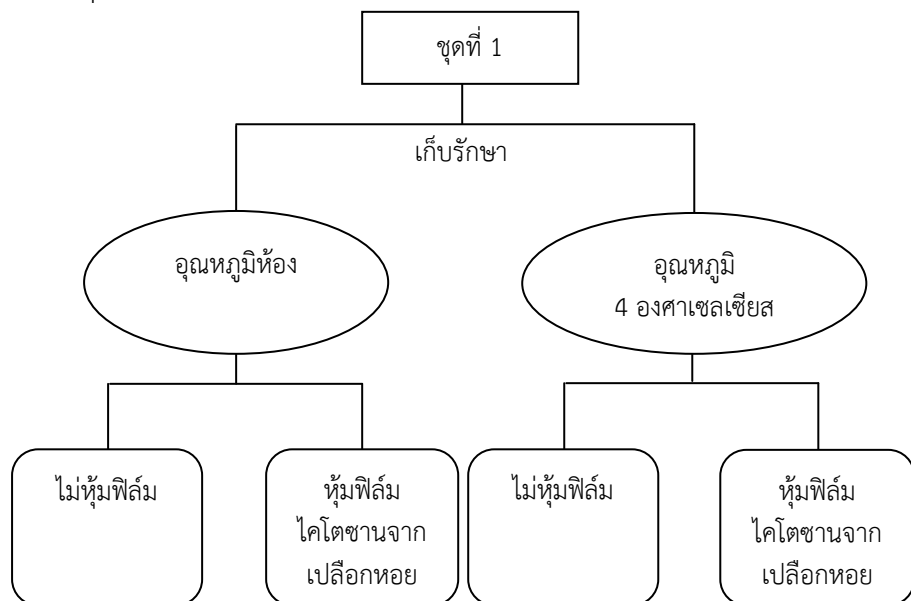 ชุดที่ 1
เก็บรักษา
อุณหภูมิห้อง
อุณหภูมิ
4 องศาเซลเซียส
ไม่หุ้มฟิล์ม
หุ้มฟิล์ม
ไคโตซานจาก
เปลือกหอย
ไม่หุ้มฟิล์ม
หุ้มฟิล์ม
ไคโตซานจาก
เปลือกหอย